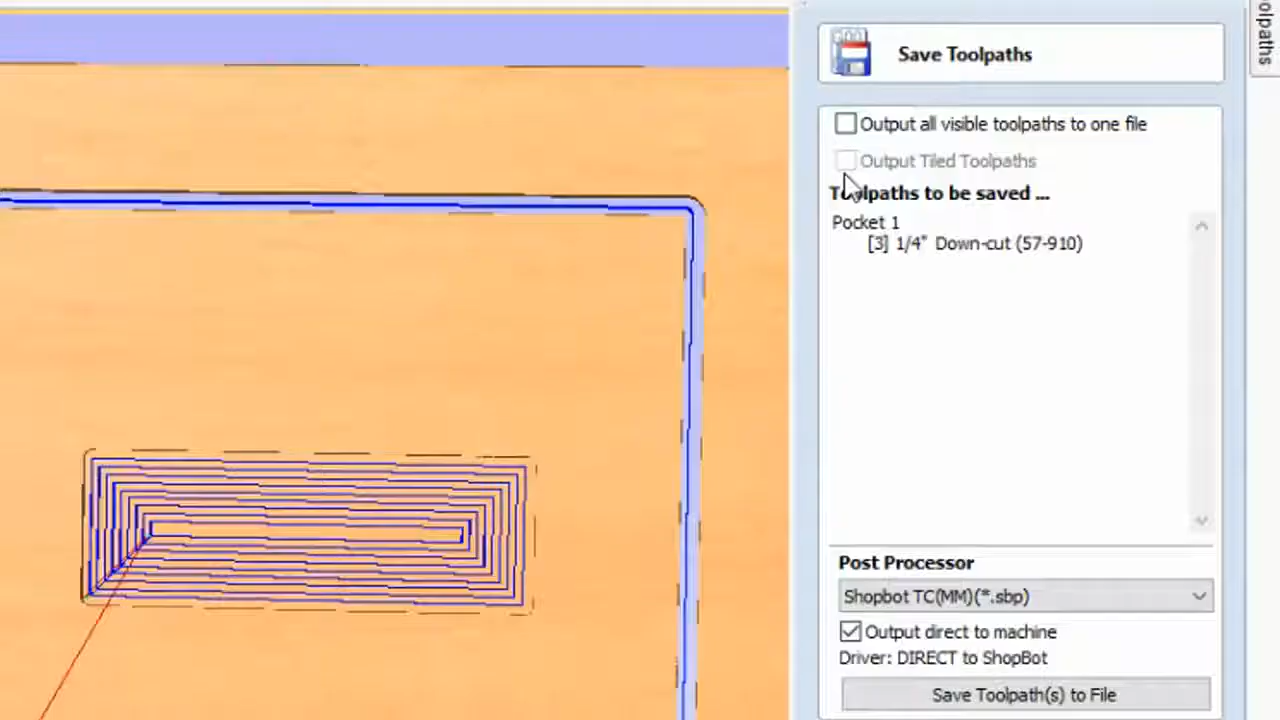 Save Toolpaths
Output all visible toolpaths to one file
Output Tiled Toolpaths
Toolpaths to be saved ...
Pocket 1
[3] 1/4" Down-cut (57-910)
Post Processor
Shopbot TC(MM)(*.sbp)
Output direct to machine
Driver: DIRECT to ShopBot
Save Toolpath(s) to File
olpaths